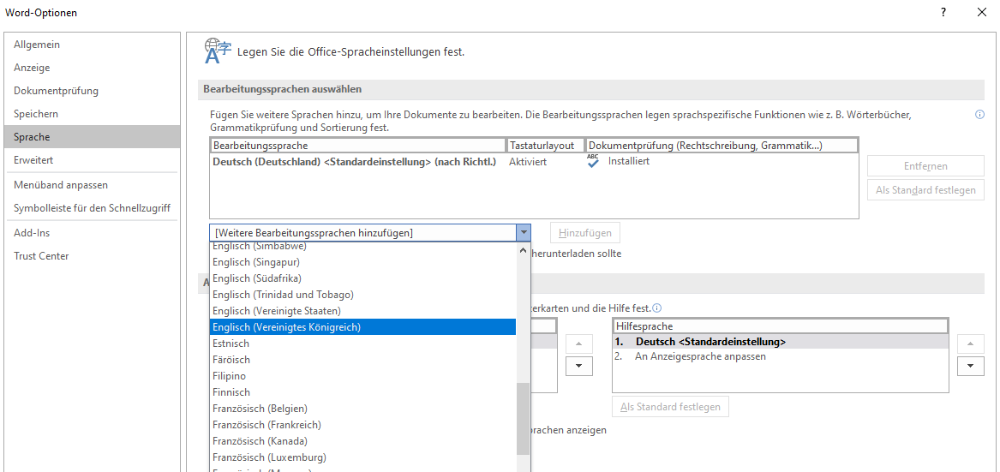 Word-Optionen
?
Allgemein
Anzeige
Dokumentprüfung
Speichern
Sprache
Erweitert
Menüband anpassen
Symbolleiste für den Schnellzugriff
Add-Ins
Trust Center
Legen Sie die Office-Spracheinstellungen fest.
Bearbeitungssprachen auswählen
Fügen Sie weitere Sprachen hinzu, um Ihre Dokumente zu bearbeiten. Die Bearbeitungssprachen legen sprachspezifische Funktionen wie z. B. Wörterbücher,
Grammatikprüfung und Sortierung fest.
Bearbeitungssprache Tastaturlayout Dokumentprüfung (Rechtschreibung, Grammatik...)
Deutsch (Deutschland) <Standardeinstellung> (nach Richtl.) Aktiviert ABC Installiert
Entfernen
Als Standard festlegen
[Weitere Bearbeitungssprachen hinzufügen] Hinzufügen
Englisch (Simbabwe)
Englisch (Singapur)
Englisch (Südafrika)
Englisch (Trinidad und Tobago)
Englisch (Vereinigte Staaten)
Englisch (Vereinigtes Königreich)
Estnisch
Färöisch
Filipino
Finnisch
Französisch (Belgien)
Französisch (Frankreich)
Französisch (Kanada)
Französisch (Luxemburg)
herunterladen sollte
terkarten und die Hilfe fest.
Hilfesprache
1. Deutsch <Standardeinstellung>
2. An Anzeigesprache anpassen
Als Standard festlegen
prachen anzeigen